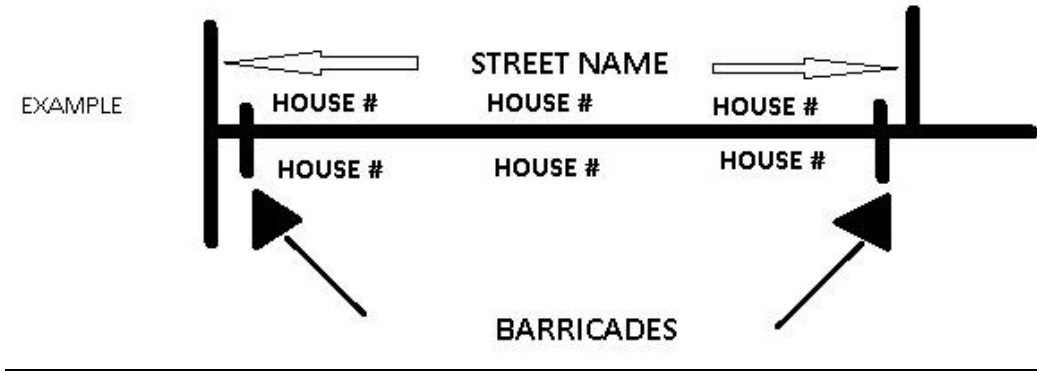 STREET NAME
EXAMPLE
HOUSE # HOUSE # HOUSE #
HOUSE # HOUSE # HOUSE #
BARRICADES